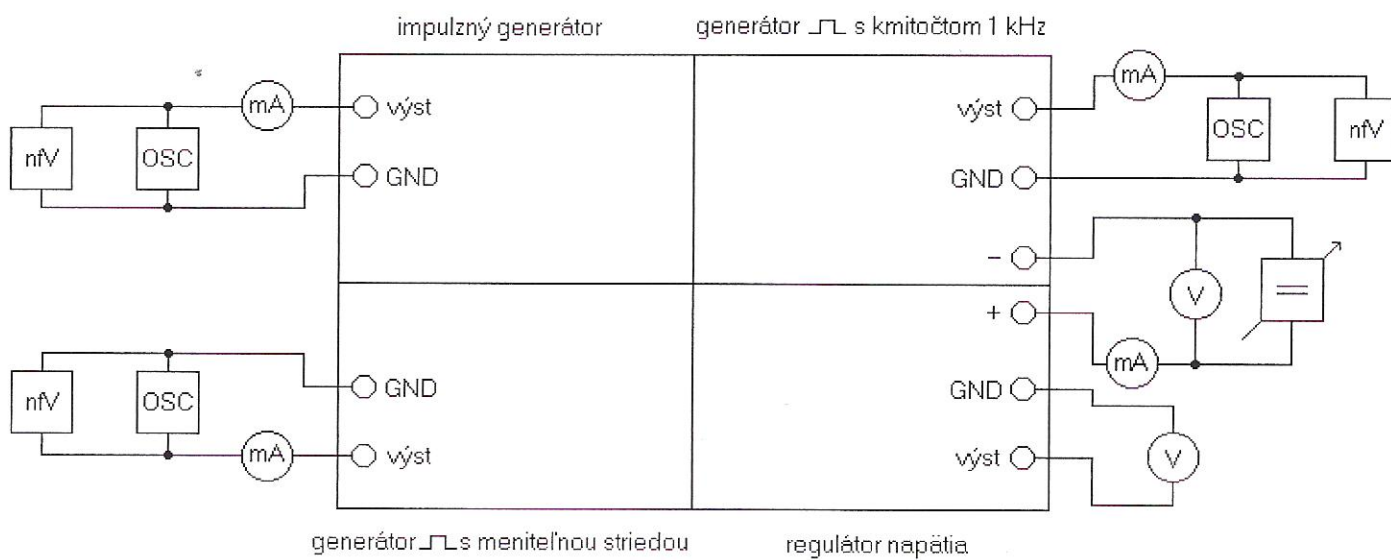 impulzný generátor
generátor s kmitočtom 1 kHz
nfV
OSC
mA
výst
GND
výst
GND
mA
OSC
nfV
−
+
V
mA
nfV
OSC
mA
GND
výst
GND
výst
V
generátor s meniteľnou striedou
regulátor napätia